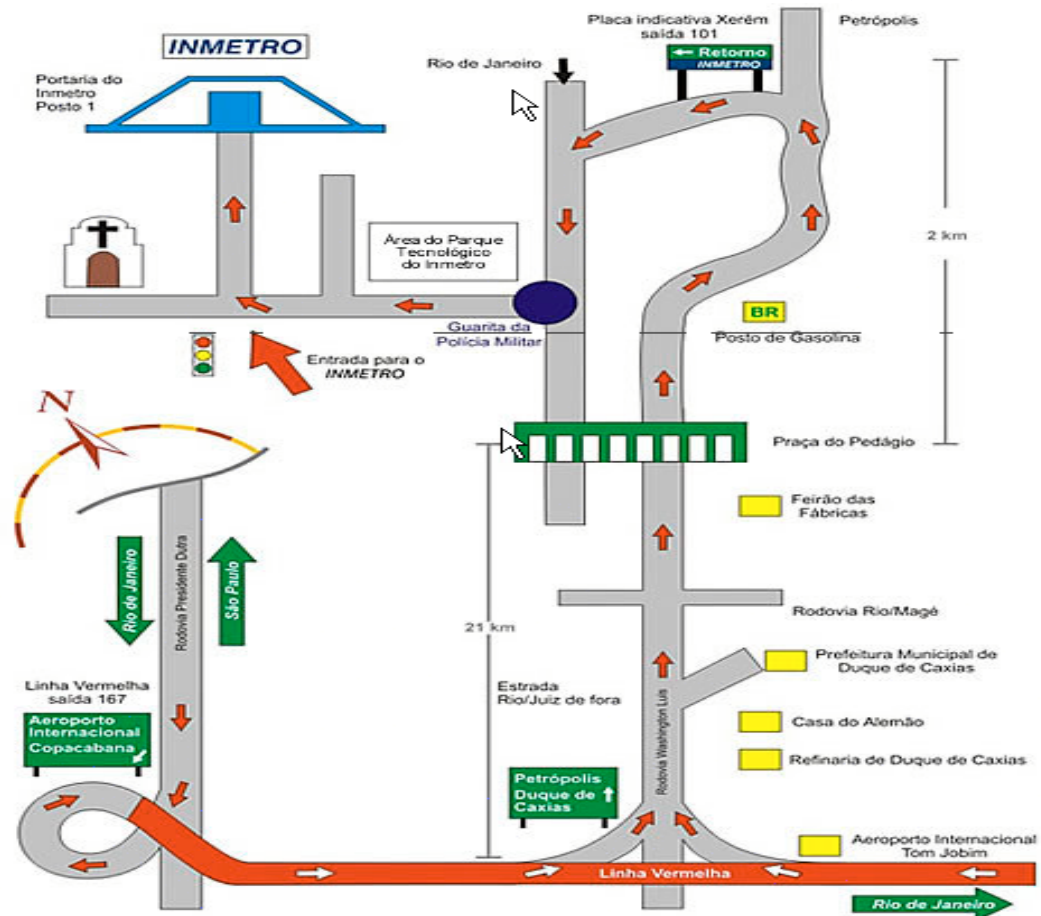 Placa indicativa Xerém
saída 101
Petrópolis
INMETRO
← Retorno
INMETRO
Rio de Janeiro
Portaria do
Inmetro
Posto 1
Área do Parque
Tecnológico
do Inmetro
2 km
BR
Guarita da
Polícia Militar
Posto de Gasolina
Entrada para o
INMETRO
N
Praça do Pedágio
Feirão das
Fábricas
Rio de Janeiro
Rodovia Presidente Dutra
São Paulo
Rodovia Rio/Magé
21 km
Prefeitura Municipal de
Duque de Caxias
Linha Vermelha
saída 167
Estrada
Rio/Juiz de fora
Rodovia Washington Luis
Aeroporto
Internacional
Copacabana
Casa do Alemão
Refinaria de Duque de Caxias
Petrópolis
Duque de
Caxias
Aeroporto Internacional
Tom Jobim
Linha Vermelha
Rio de Janeiro